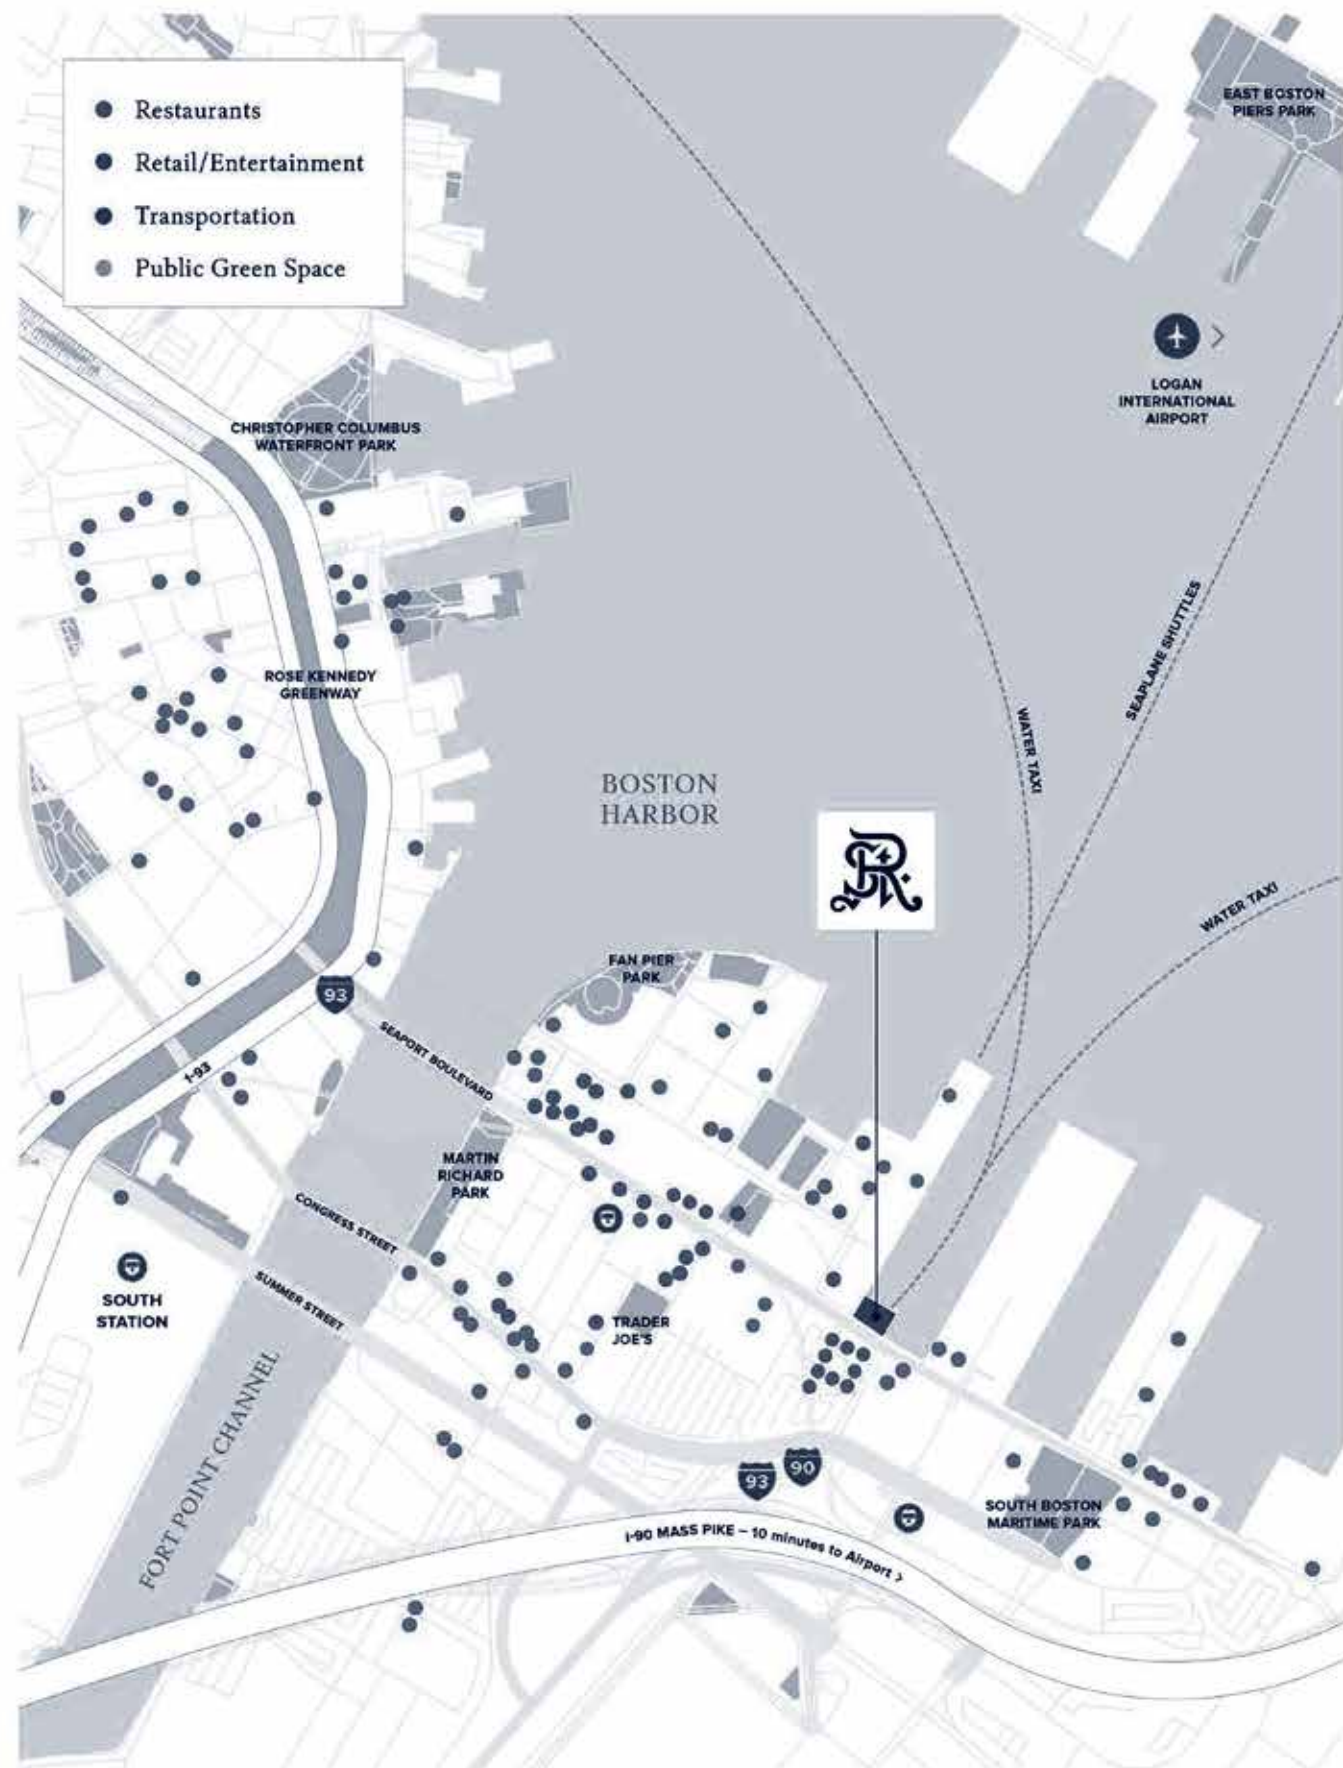 Restaurants
Retail/Entertainment
Transportation
Public Green Space
EAST BOSTON
PIERS PARK
LOGAN
INTERNATIONAL
AIRPORT
CHRISTOPHER COLUMBUS
WATERFRONT PARK
ROSE KENNEDY
GREENWAY
SEAPLANE SHUTTLES
WATER TAXI
BOSTON
HARBOR
WATER TAXI
FAN PIER
PARK
93
SEAPORT BOULEVARD
I-93
MARTIN
RICHARD
PARK
CONGRESS STREET
SUMMER STREET
SOUTH
STATION
TRADER
JOE'S
FORT POINT CHANNEL
93
90
SOUTH BOSTON
MARITIME PARK
I-90 MASS PIKE – 10 minutes to Airport >